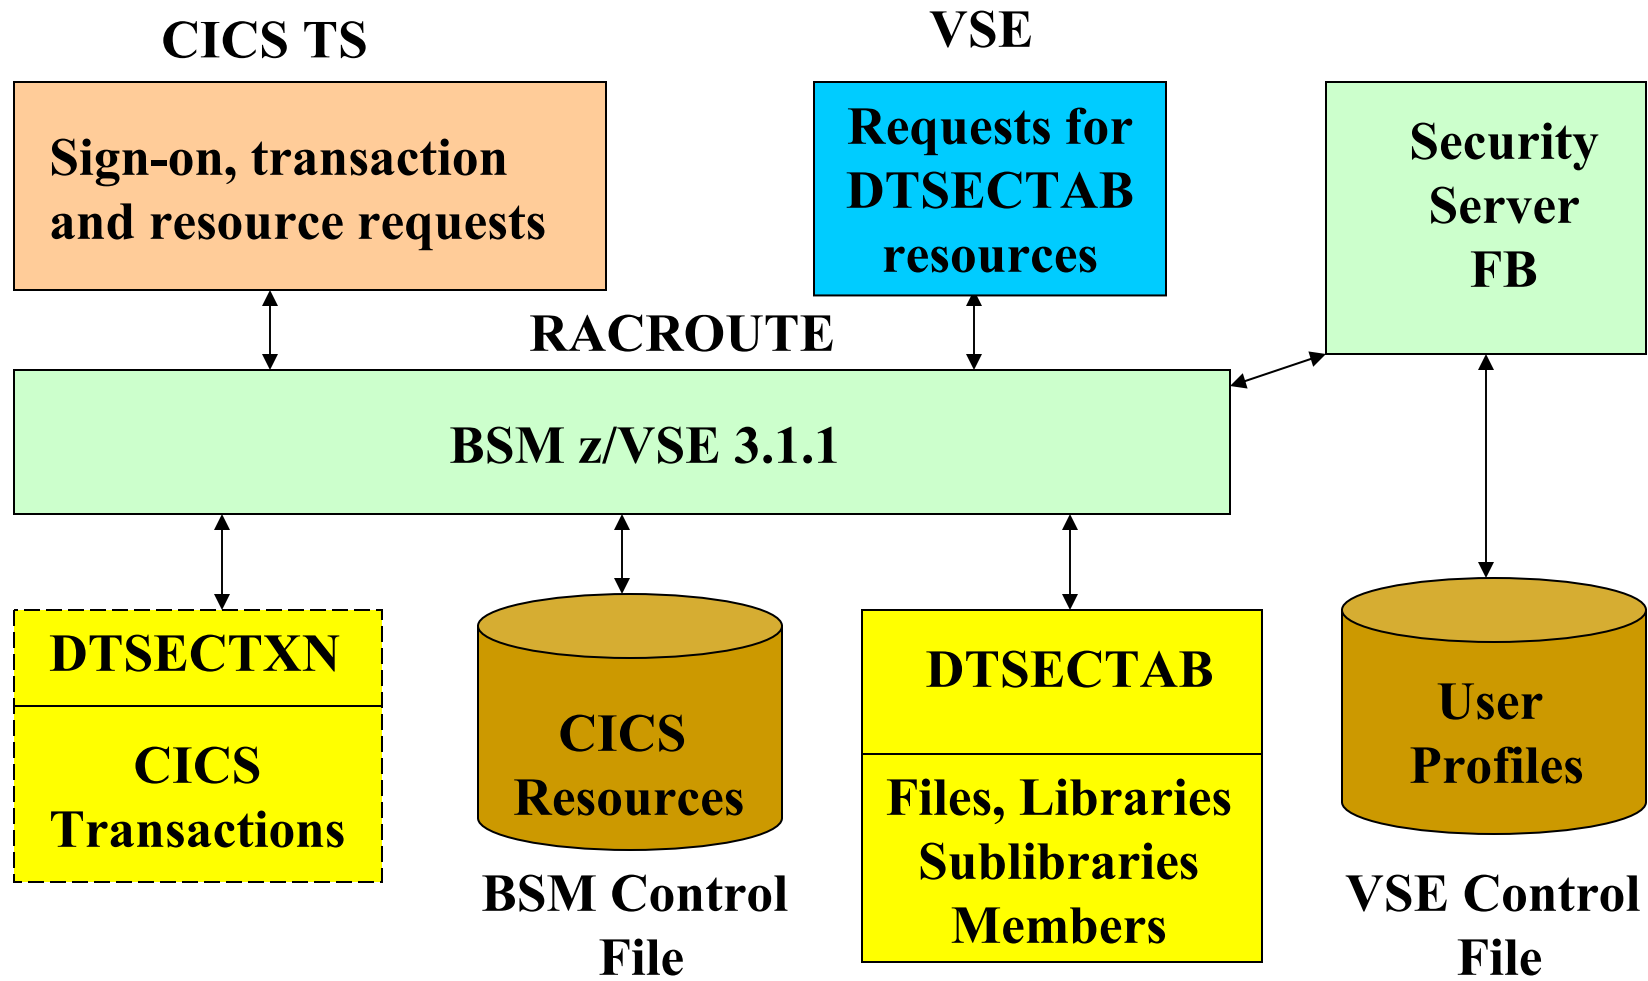 CICS TS
Sign-on, transaction
and resource requests
VSE
Requests for
DTSECTAB
resources
Security
Server
FB
RACROUTE
BSM z/VSE 3.1.1
DTSECTXN
CICS
Transactions
CICS
Resources
BSM Control
File
DTSECTAB
Files, Libraries
Sublibraries
Members
User
Profiles
VSE Control
File